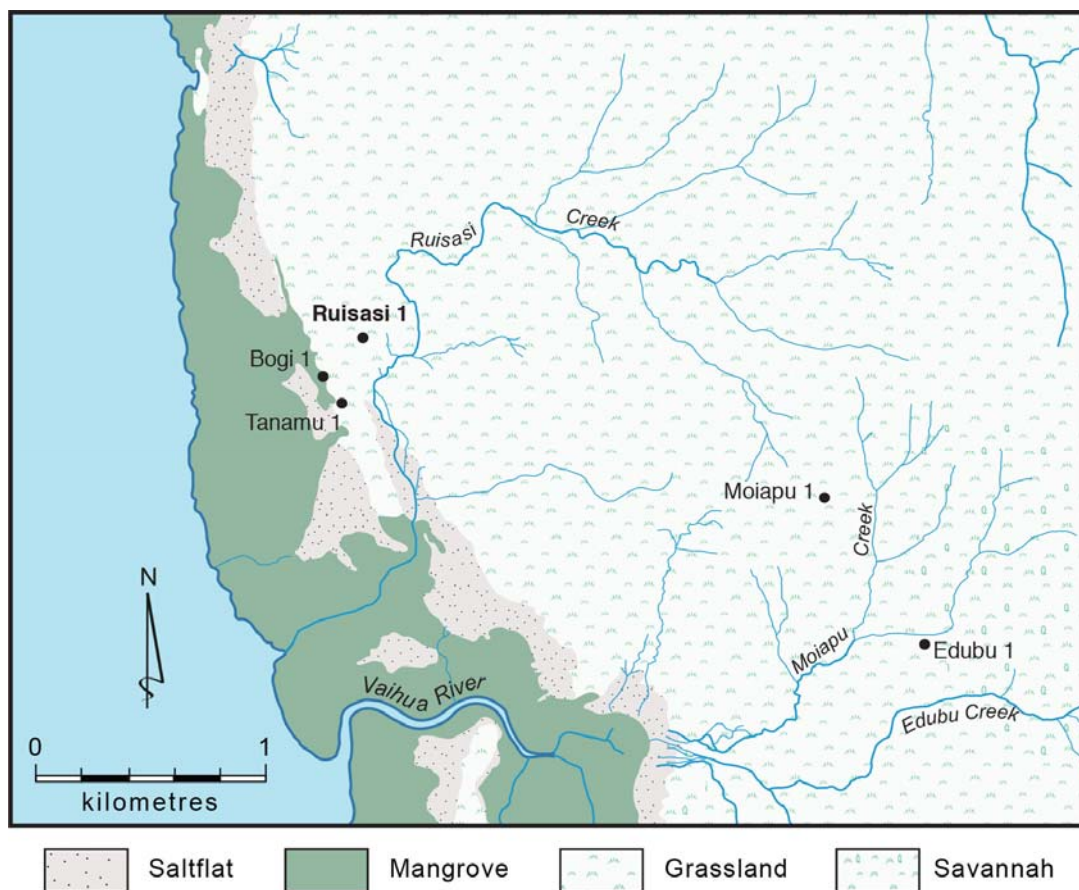 Ruisasi
Creek
Ruisasi 1
Bogi 1
Tanamu 1
Moiapu 1
Creek
Moiapu
Edubu 1
Edubu Creek
Vaihua River
N
0 1
kilometres
Saltflat Mangrove Grassland Savannah